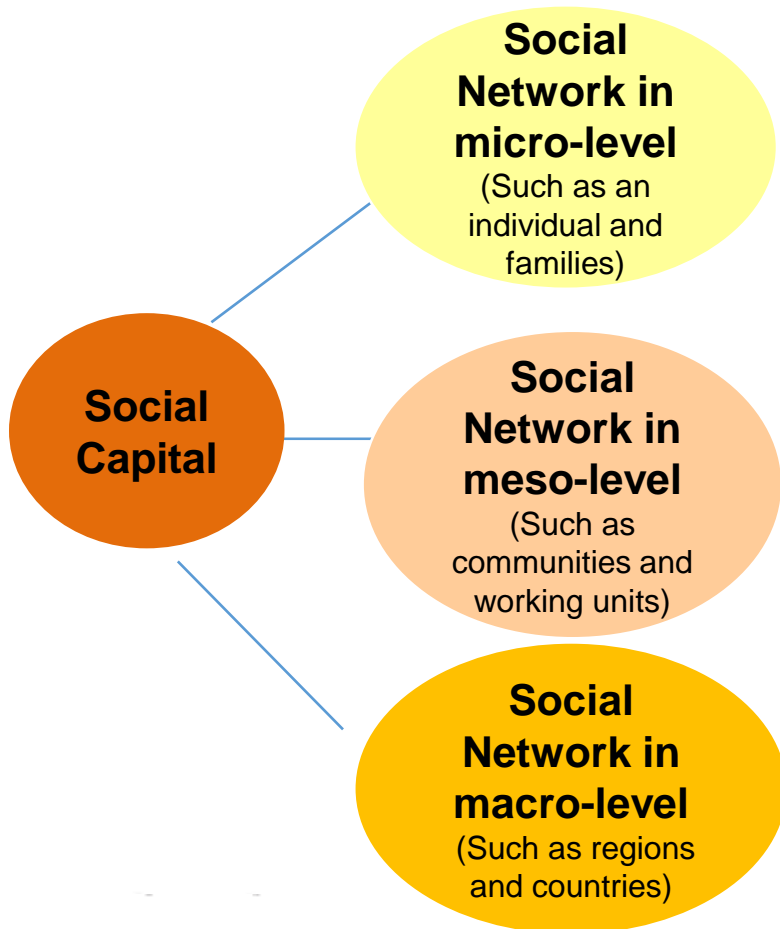 Social
Network in
micro-level
(Such as an
individual and
families)
Social
Capital
Social
Network in
meso-level
(Such as
communities and
working units)
Social
Network in
macro-level
(Such as regions
and countries)